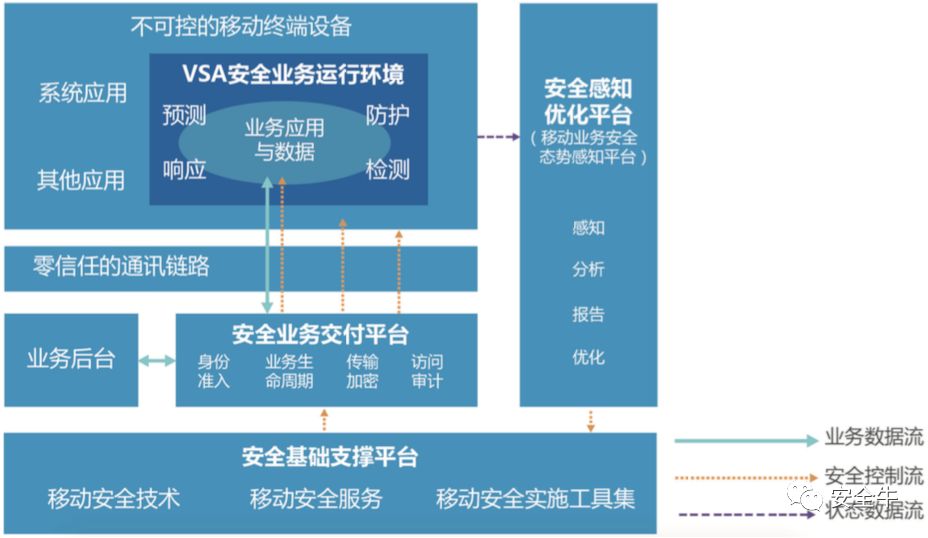 不可控的移动终端设备
系统应用
其他应用
VSA安全业务运行环境
预测
防护
业务应用
与数据
响应
检测
安全感知
优化平台
（移动业务安全
态势感知平台）
感知
分析
报告
优化
零信任的通讯链路
业务后台
安全业务交付平台
身份
准入
业务生
命周期
传输
加密
访问
审计
安全基础支撑平台
移动安全技术
移动安全服务
移动安全实施工具集
业务数据流
安全控制流
状态数据流
安全牛